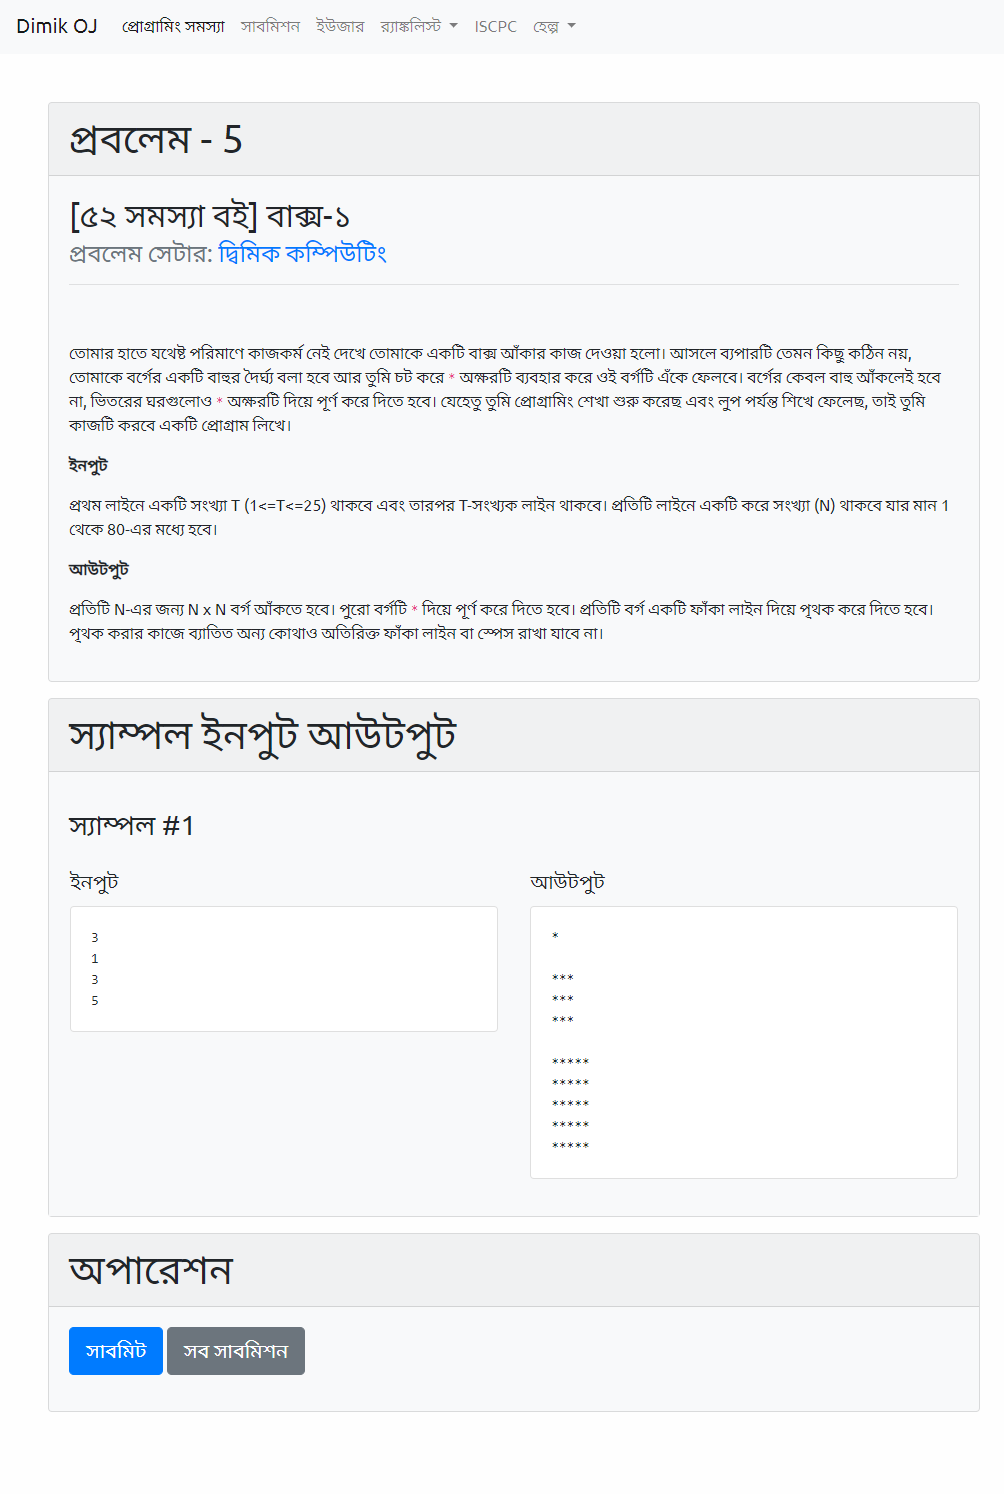 Dimik OJ প্রোগ্রামিং সমস্যা সাবমিশন ইউজার র‍্যাঙ্কলিস্ট ISCPC হেল্প
প্রবলেম - 5
[৫২ সমস্যা বই] বাক্স-১
প্রবলেম সেটার: দ্বিমিক কম্পিউটিং
তোমার হাতে যথেষ্ট পরিমাণে কাজকর্ম নেই দেখে তোমাকে একটি বাক্স আঁকার কাজ দেওয়া হলো। আসলে ব্যপারটি তেমন কিছু কঠিন নয়,
তোমাকে বর্গের একটি বাহুর দৈর্ঘ্য বলা হবে আর তুমি চট করে * অক্ষরটি ব্যবহার করে ওই বর্গটি এঁকে ফেলবে। বর্গের কেবল বাহু আঁকলেই হবে
না, ভিতরের ঘরগুলোও * অক্ষরটি দিয়ে পূর্ণ করে দিতে হবে। যেহেতু তুমি প্রোগ্রামিং শেখা শুরু করেছ এবং লুপ পর্যন্ত শিখে ফেলেছ, তাই তুমি
কাজটি করবে একটি প্রোগ্রাম লিখে।
ইনপুট
প্রথম লাইনে একটি সংখ্যা T (1<=T<=25) থাকবে এবং তারপর T-সংখ্যক লাইন থাকবে। প্রতিটি লাইনে একটি করে সংখ্যা (N) থাকবে যার মান 1
থেকে 80-এর মধ্যে হবে।
আউটপুট
প্রতিটি N-এর জন্য N x N বর্গ আঁকতে হবে। পুরো বর্গটি * দিয়ে পূর্ণ করে দিতে হবে। প্রতিটি বর্গ একটি ফাঁকা লাইন দিয়ে পৃথক করে দিতে হবে।
পৃথক করার কাজে ব্যাতিত অন্য কোথাও অতিরিক্ত ফাঁকা লাইন বা স্পেস রাখা যাবে না।
স্যাম্পল ইনপুট আউটপুট
স্যাম্পল #1
ইনপুট
3
1
3
5
আউটপুট
*
***
***
***
*****
*****
*****
*****
*****
অপারেশন
সাবমিট সব সাবমিশন